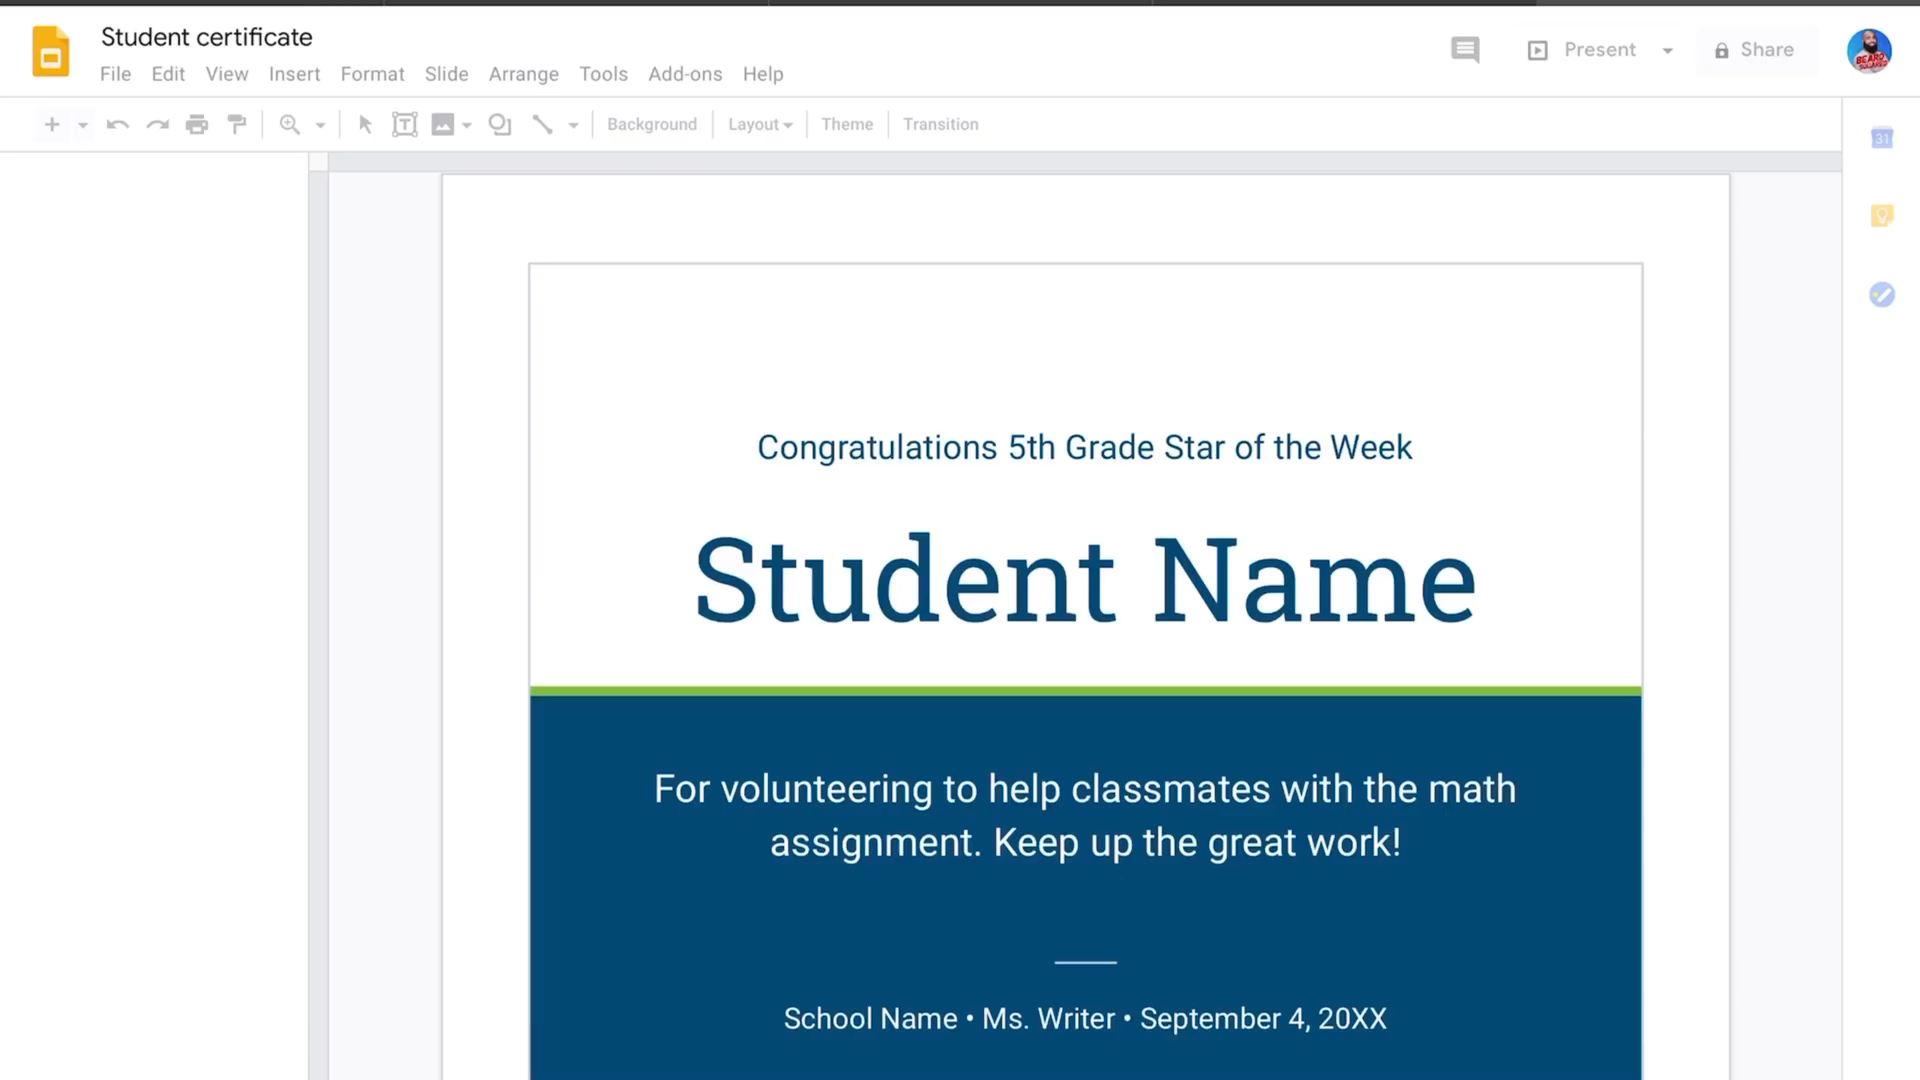 Student certificate
File Edit View Insert Format Slide Arrange Tools Add-ons Help
Present
Share
Background Layout Theme Transition
31
Congratulations 5th Grade Star of the Week
Student Name
For volunteering to help classmates with the math
assignment. Keep up the great work!
School Name • Ms. Writer • September 4, 20XX